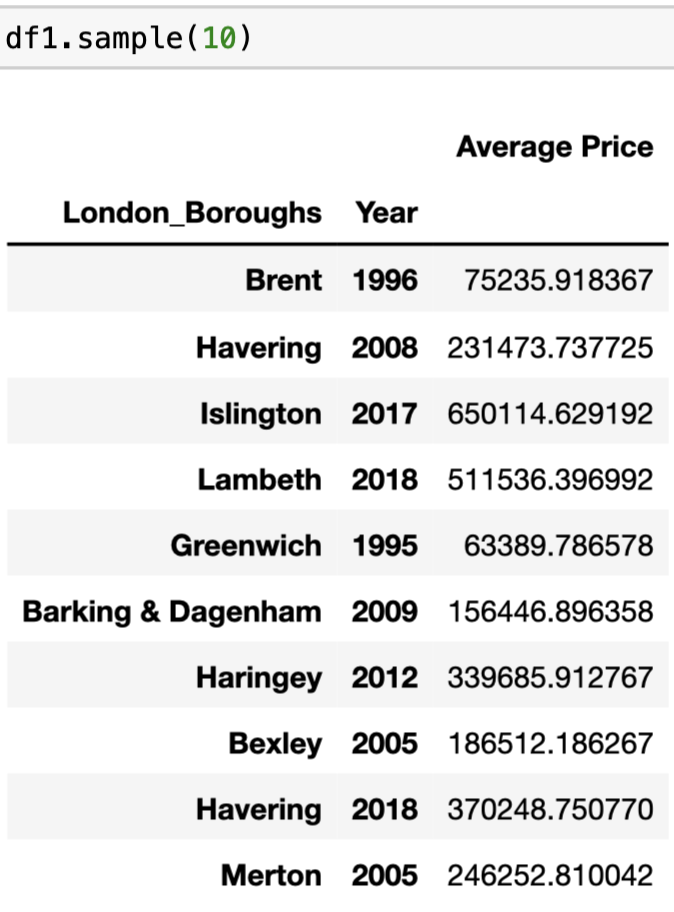 df1.sample(10)
Average Price
London_Boroughs Year
Brent 1996 75235.918367
Havering 2008 231473.737725
Islington 2017 650114.629192
Lambeth 2018 511536.396992
Greenwich 1995 63389.786578
Barking & Dagenham 2009 156446.896358
Haringey 2012 339685.912767
Bexley 2005 186512.186267
Havering 2018 370248.750770
Merton 2005 246252.810042